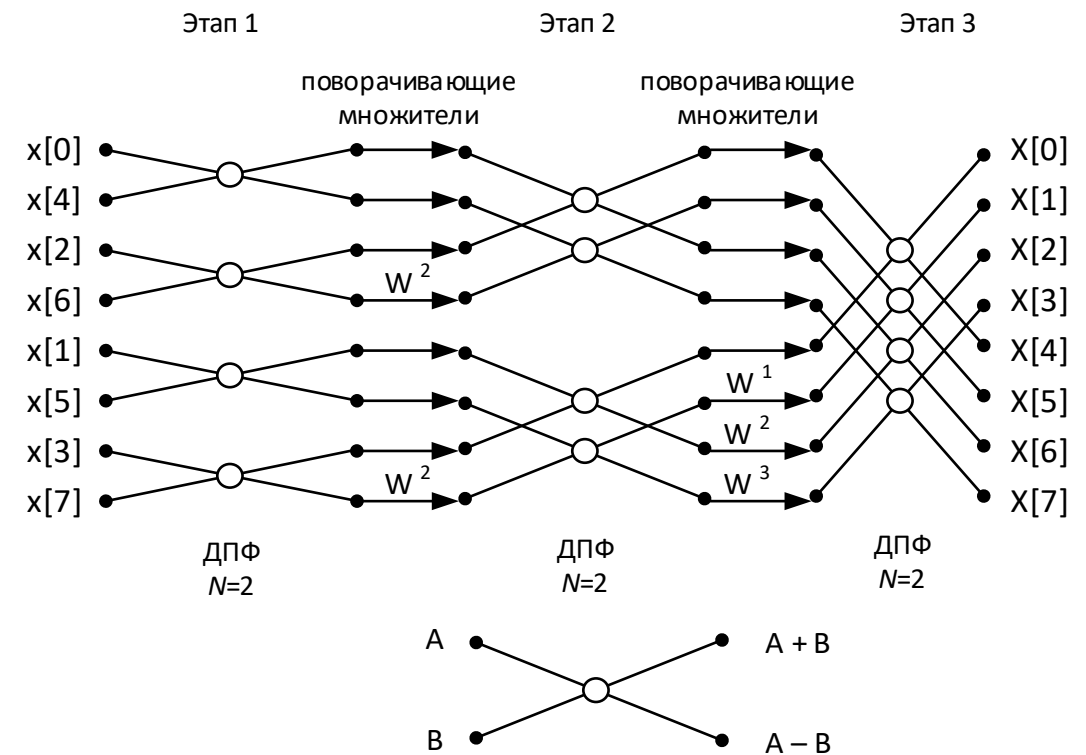 Этап 1
Этап 2
Этап 3
поворачивающие
множители
поворачивающие
множители
x[0]
x[4]
x[2]
x[6]
x[1]
x[5]
x[3]
x[7]
W 2
W 2
W 1
W 2
W 3
X[0]
X[1]
X[2]
X[3]
X[4]
X[5]
X[6]
X[7]
ДПФ
N=2
ДПФ
N=2
ДПФ
N=2
A
A + B
B
A – B